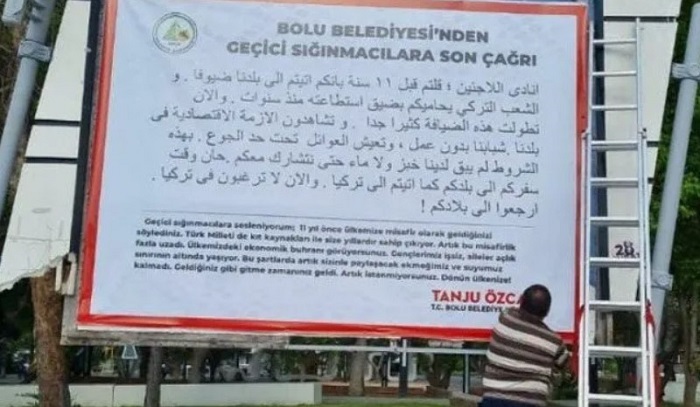 BOLU BELEDİYESİ'NDEN
GEÇİCİ SIĞINMACILARA SON ÇAĞRI
انادى اللاجئين ؛ قلتم قبل ١١ سنة بانكم اتيتم الى بلدنا ضيوفا . و
الشعب التركي يحاميكم بضيق استطاعته منذ سنوات . والان
تطولت هذه الضيافة كثيرا جدا . و تشاهدون الازمة الاقتصادية فى
بلدنا . شبابنا بدون عمل ، وتعيش العوائل تحت حد الجوع . بهذه
الشروط لم يبق لدينا خبز ولا ماء حتى نتشارك معكم .حان وقت
سفركم الى بلدكم كما اتيتم الى تركيا . والان لا ترغبون فى تركيا .
ارجعوا الى بلادكم !
Geçici sığınmacılara sesleniyorum; 11 yıl önce ülkemize misafir olarak geldiğinizi
söylediniz. Türk Milleti de kıt kaynakları ile size yıllardır sahip çıkıyor. Artık bu misafirlik
fazla uzadı. Ülkemizdeki ekonomik buhranı görüyorsunuz. Gençlerimiz işsiz, aileler açlık
sınırının altında yaşıyor. Bu şartlarda artık sizinle paylaşacak ekmeğimiz ve suyumuz
kalmadı. Geldiğiniz gibi gitme zamanınız geldi. Artık istenmiyorsunuz. Dönün ülkenize!
TANJU ÖZCA
T.C. BOLU BELEDİYE